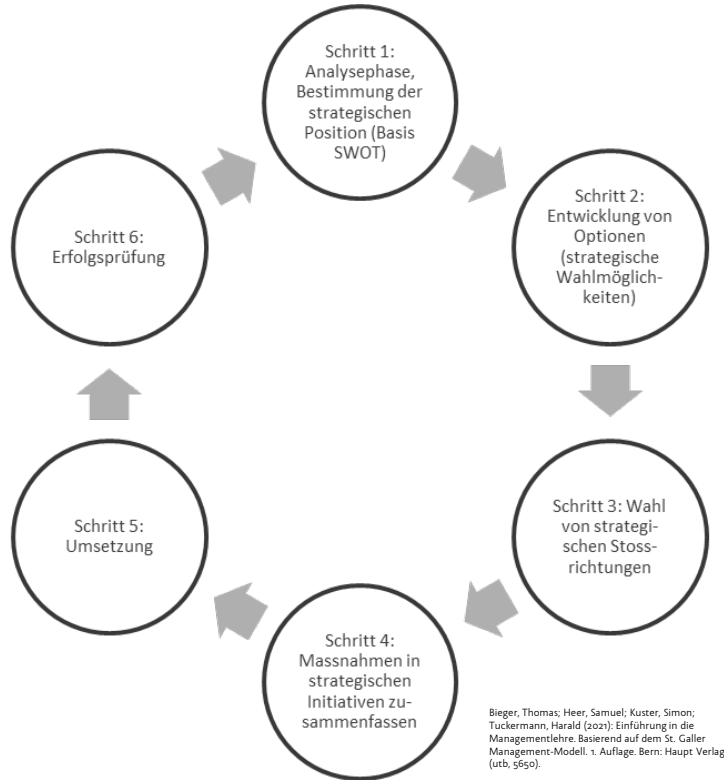 Schritt 1:
Analysephase,
Bestimmung der
strategischen
Position (Basis
SWOT)
Schritt 2:
Entwicklung von
Optionen
(strategische
Wahlmöglich-
keiten)
Schritt 3: Wahl
von strategi-
schen Stoss-
richtungen
Schritt 4:
Massnahmen in
strategischen
Initiativen zu-
sammenfassen
Schritt 5:
Umsetzung
Schritt 6:
Erfolgsprüfung
Bieger, Thomas; Heer, Samuel; Kuster, Simon;
Tuckermann, Harald (2021): Einführung in die
Managementlehre. Basierend auf dem St. Galler
Management-Modell. 1. Auflage. Bern: Haupt Verlag
(utb, 5650).